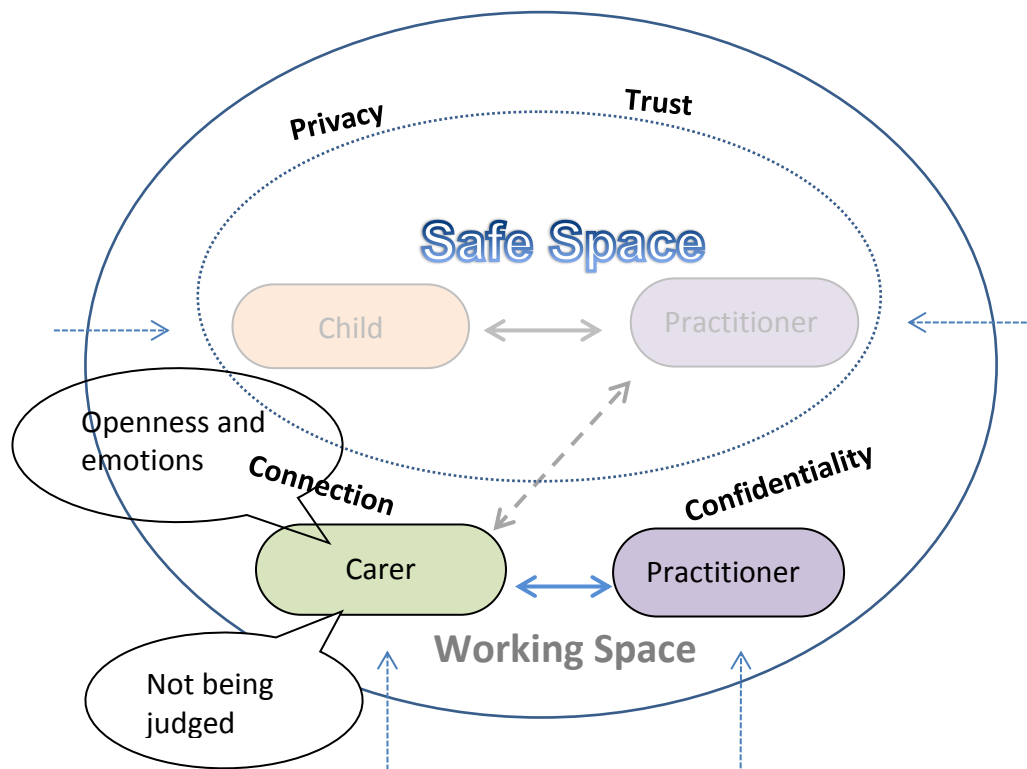 Privacy
Trust
Safe Space
Child
Practitioner
Openness and
emotions
Connection
Confidentiality
Carer
Practitioner
Working Space
Not being
judged